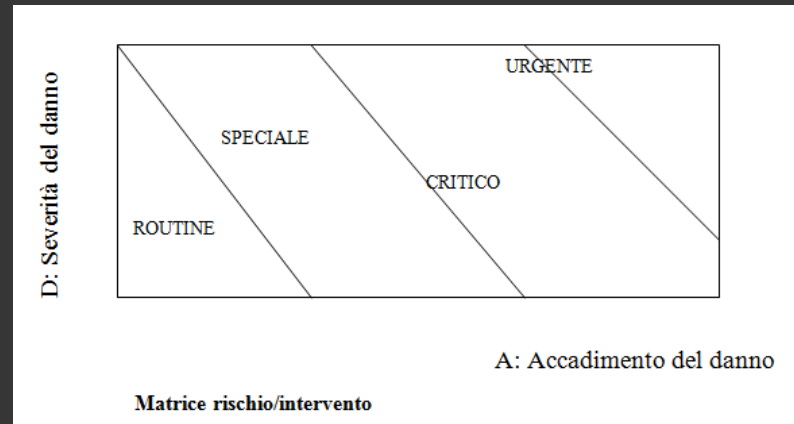 D: Severità del danno
URGENTE
SPECIALE
CRITICO
ROUTINE
A: Accadimento del danno
Matrice rischio/intervento